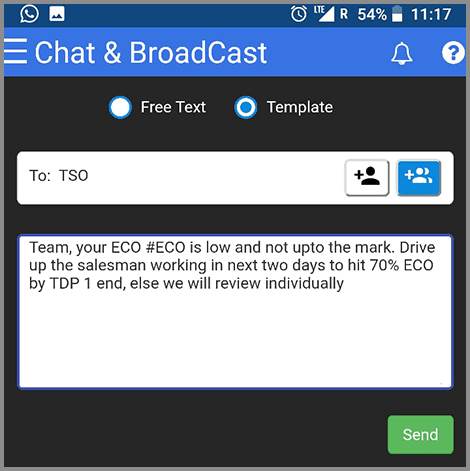 LTE R 54% 11:17
Chat & BroadCast
?
Free Text Template
To: TSO
Team, your ECO #ECO is low and not upto the mark. Drive
up the salesman working in next two days to hit 70% ECO
by TDP 1 end, else we will review individually
Send